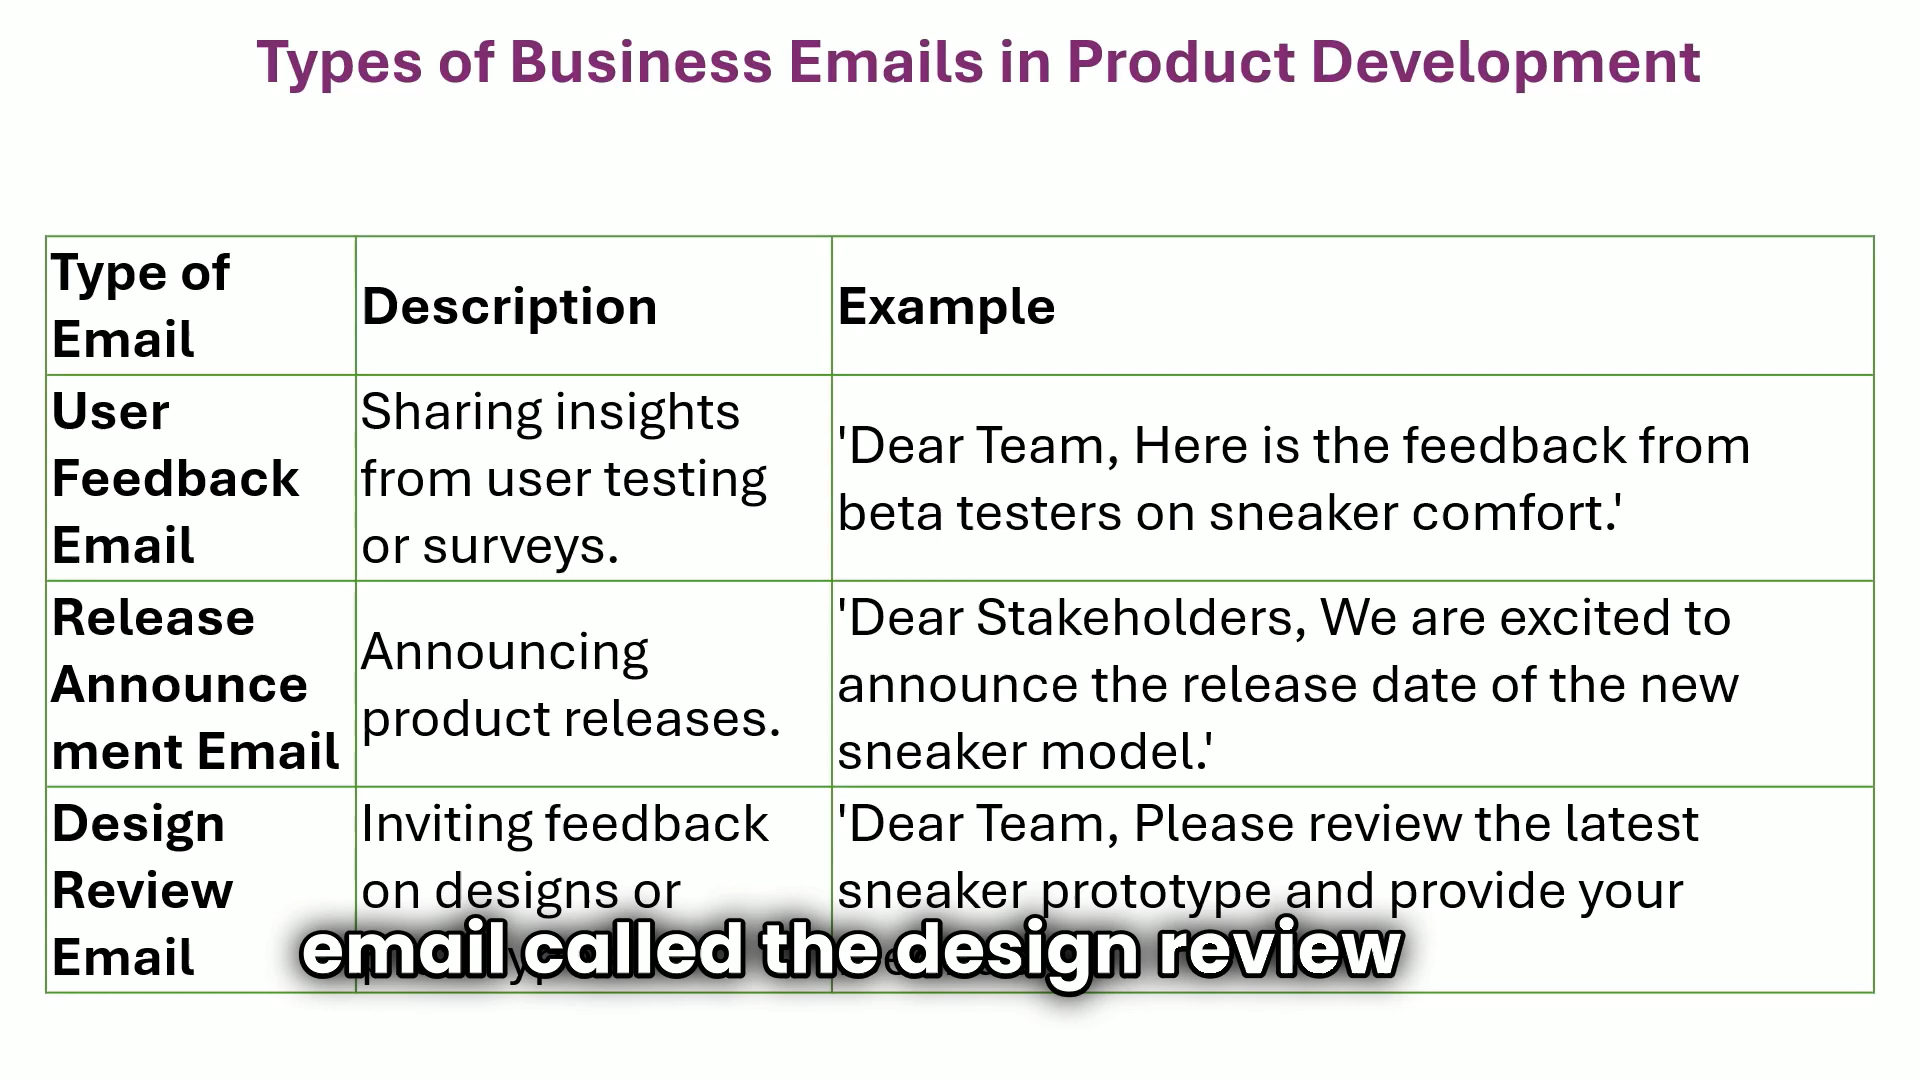 Types of Business Emails in Product Development
Type of
Email
Description
Example
User
Feedback
Email
Sharing insights
from user testing
or surveys.
'Dear Team, Here is the feedback from
beta testers on sneaker comfort.'
Release
Announce
ment Email
Announcing
product releases.
'Dear Stakeholders, We are excited to
announce the release date of the new
sneaker model.'
Design
Review
Email
Inviting feedback
on designs or
'Dear Team, Please review the latest
sneaker prototype and provide your
email called the design review